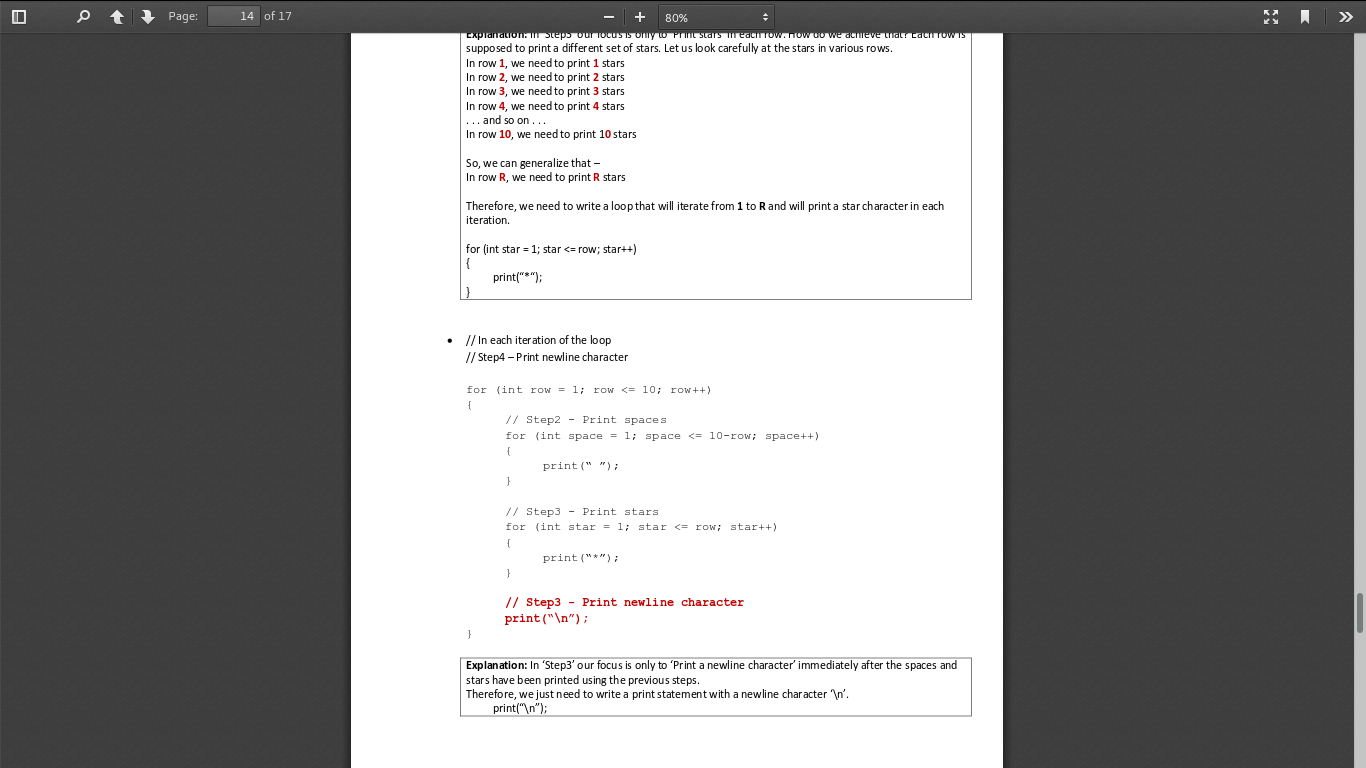 Page: 14 of 17
80%
Explanation: In 'Step3' our focus is only to 'Print stars' in each row. How do we achieve that? Each row is
supposed to print a different set of stars. Let us look carefully at the stars in various rows.
In row 1, we need to print 1 stars
In row 2, we need to print 2 stars
In row 3, we need to print 3 stars
In row 4, we need to print 4 stars
. . . and so on . . .
In row 10, we need to print 10 stars
So, we can generalize that –
In row R, we need to print R stars
Therefore, we need to write a loop that will iterate from 1 to R and will print a star character in each
iteration.
for (int star = 1; star <= row; star++)
{
print(“*“);
}
• // In each iteration of the loop
// Step4 – Print newline character
for (int row = 1; row <= 10; row++)
{
// Step2 - Print spaces
for (int space = 1; space <= 10-row; space++)
{
print(“ ”);
}
// Step3 - Print stars
for (int star = 1; star <= row; star++)
{
print(“*”);
}
// Step3 - Print newline character
print(“\n”);
}
Explanation: In ‘Step3’ our focus is only to ‘Print a newline character’ immediately after the spaces and
stars have been printed using the previous steps.
Therefore, we just need to write a print statement with a newline character ‘\n’.
print(“\n”);